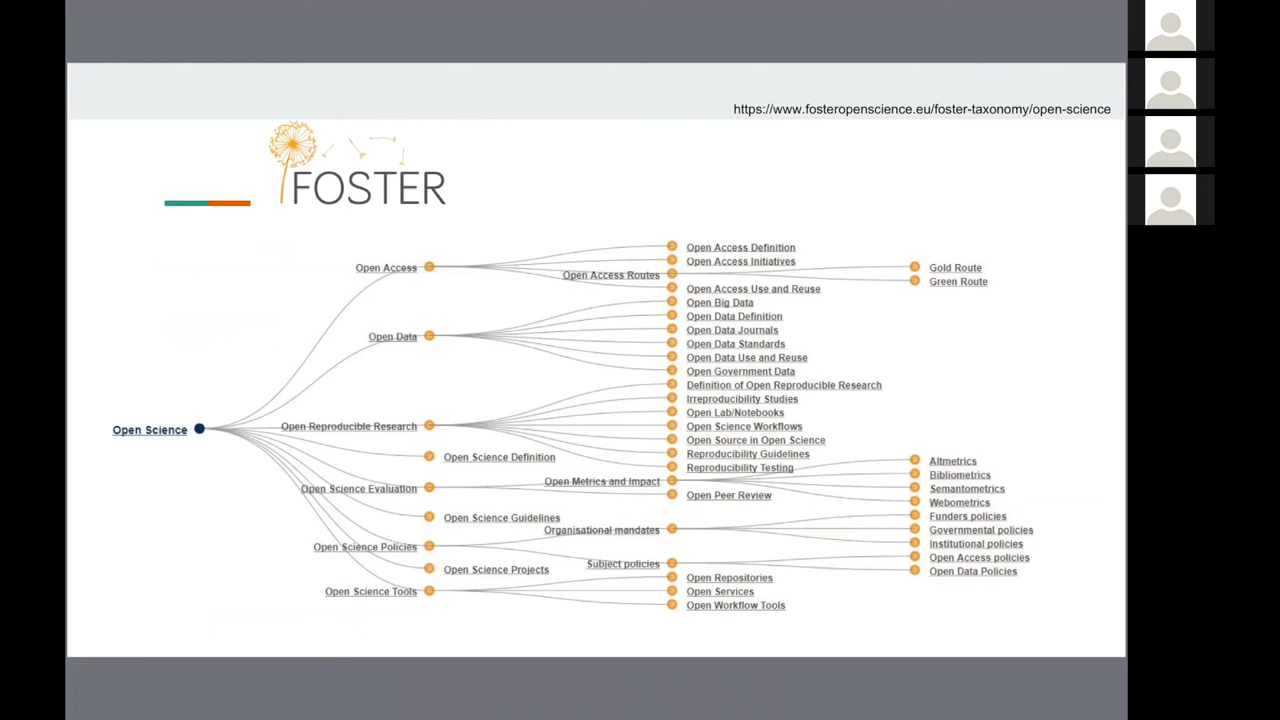 https://www.fosteropenscience.eu/foster-taxonomy/open-science
FOSTER
Open Science
Open Access
Open Access Definition
Open Access Initiatives
Open Access Routes
Gold Route
Green Route
Open Access Use and Reuse
Open Data
Open Big Data
Open Data Definition
Open Data Journals
Open Data Standards
Open Data Use and Reuse
Open Government Data
Open Reproducible Research
Definition of Open Reproducible Research
Irreproducibility Studies
Open Lab/Notebooks
Open Science Workflows
Open Source in Open Science
Reproducibility Guidelines
Reproducibility Testing
Open Science Definition
Open Science Evaluation
Open Metrics and Impact
Altmetrics
Bibliometrics
Semantometrics
Webometrics
Open Peer Review
Open Science Guidelines
Open Science Policies
Organisational mandates
Funders policies
Governmental policies
Institutional policies
Subject policies
Open Access policies
Open Data Policies
Open Science Projects
Open Science Tools
Open Repositories
Open Services
Open Workflow Tools